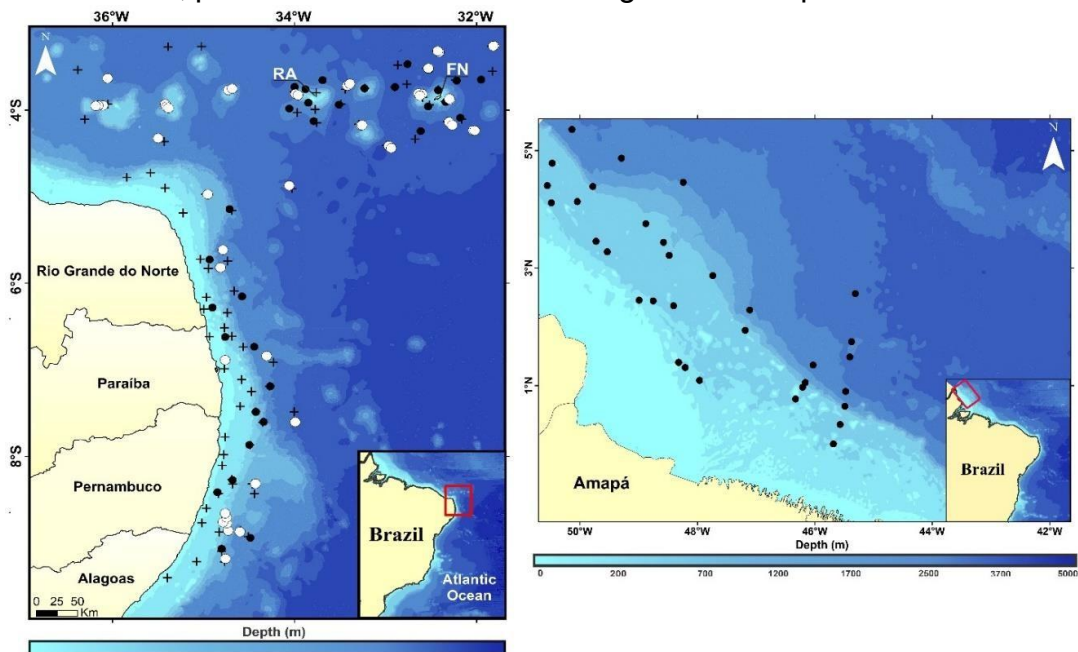 36°W 34°W 32°W
N
RA FN
4°S
Rio Grande do Norte
6°S
Paraíba
8°S
Pernambuco
Alagoas
0 25 50
Km
Brazil
Atlantic
Ocean
Depth (m)
N
5°N
3°N
1°N
Amapá
Brazil
50°W 48°W 46°W 44°W 42°W
Depth (m)
0 200 700 1200 1700 2500 3700 5000